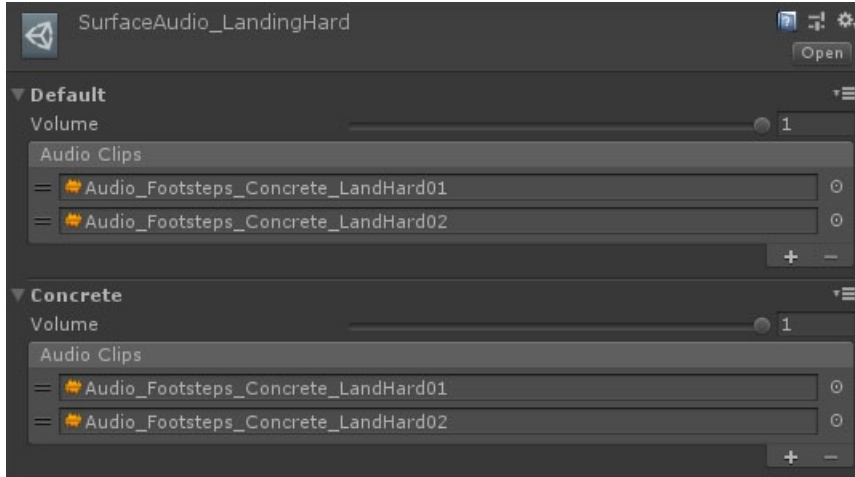 SurfaceAudio_LandingHard
Open
Default
Volume 1
Audio Clips
Audio_Footsteps_Concrete_LandHard01
Audio_Footsteps_Concrete_LandHard02
+ −
Concrete
Volume 1
Audio Clips
Audio_Footsteps_Concrete_LandHard01
Audio_Footsteps_Concrete_LandHard02
+ −